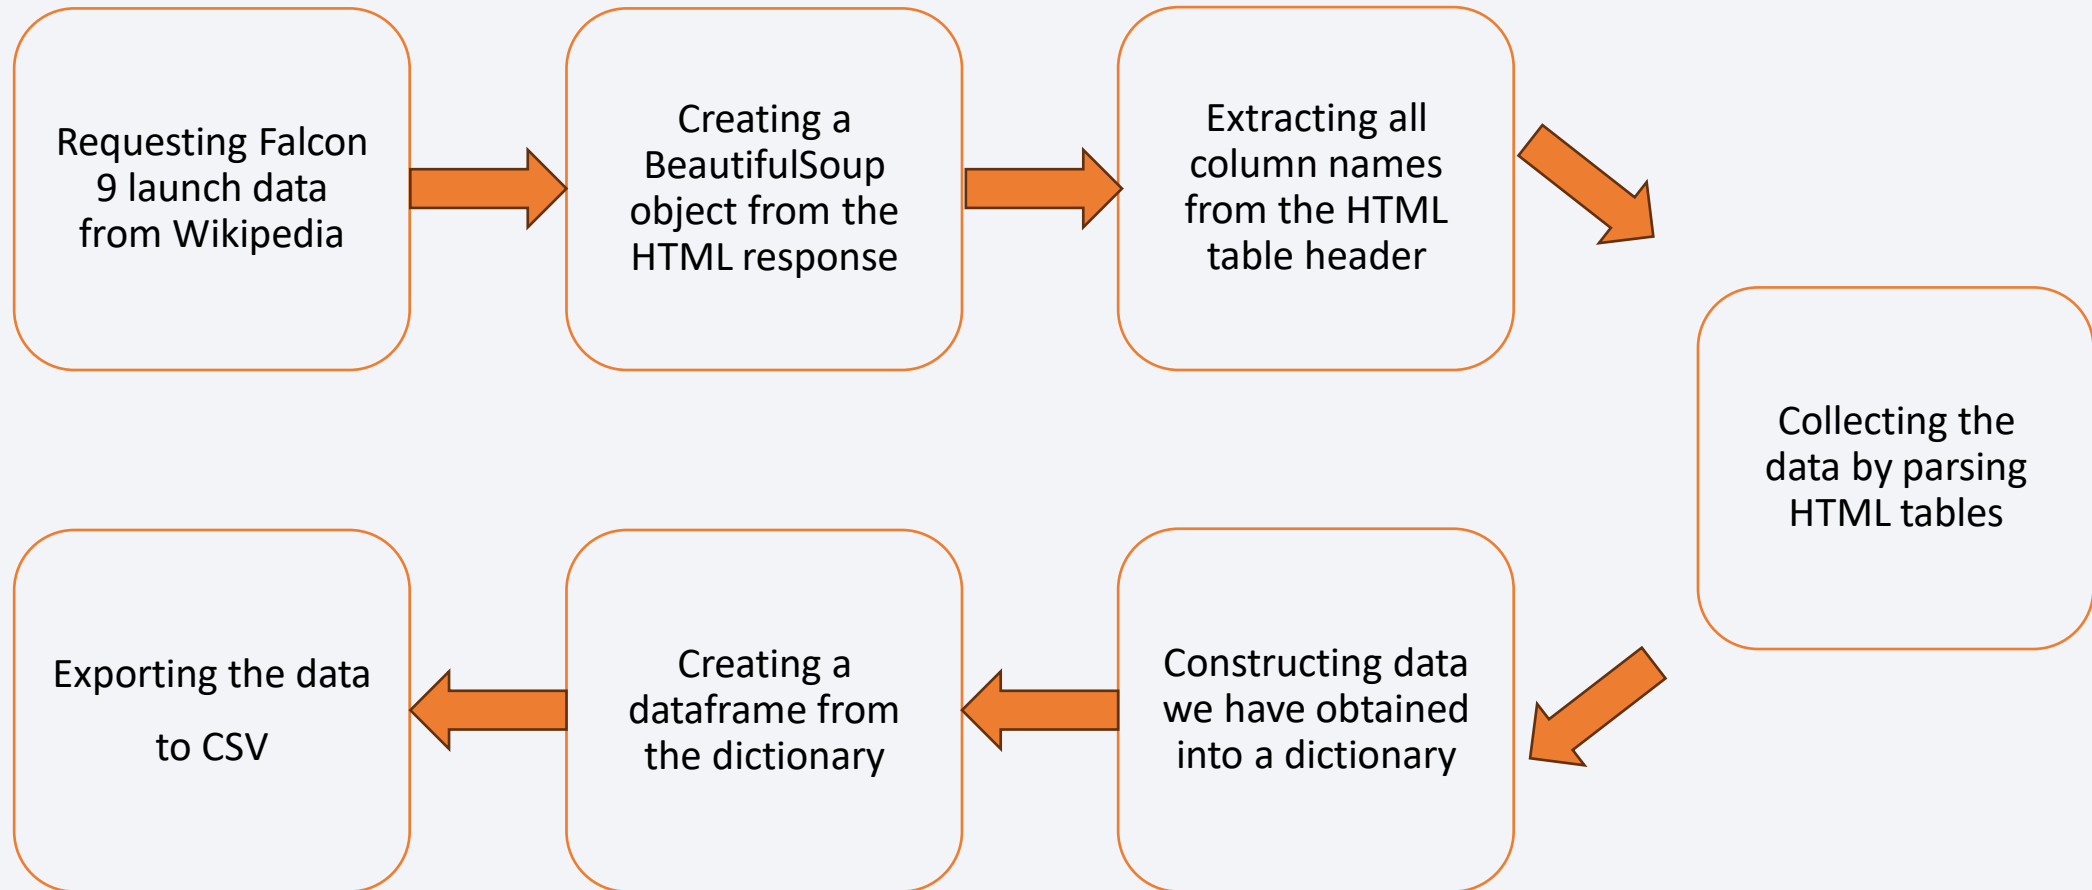 Requesting Falcon
9 launch data
from Wikipedia
Creating a
BeautifulSoup
object from the
HTML response
Extracting all
column names
from the HTML
table header
Collecting the
data by parsing
HTML tables
Constructing data
we have obtained
into a dictionary
Creating a
dataframe from
the dictionary
Exporting the data
to CSV